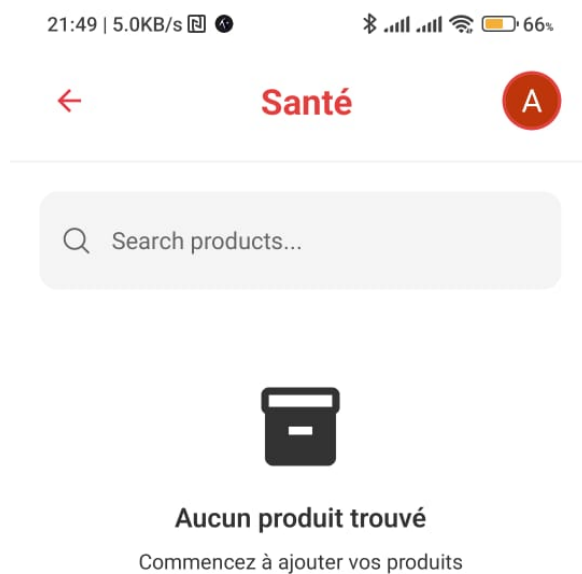 21:49 | 5.0KB/s
66%
Santé
A
Search products...
Aucun produit trouvé
Commencez à ajouter vos produits